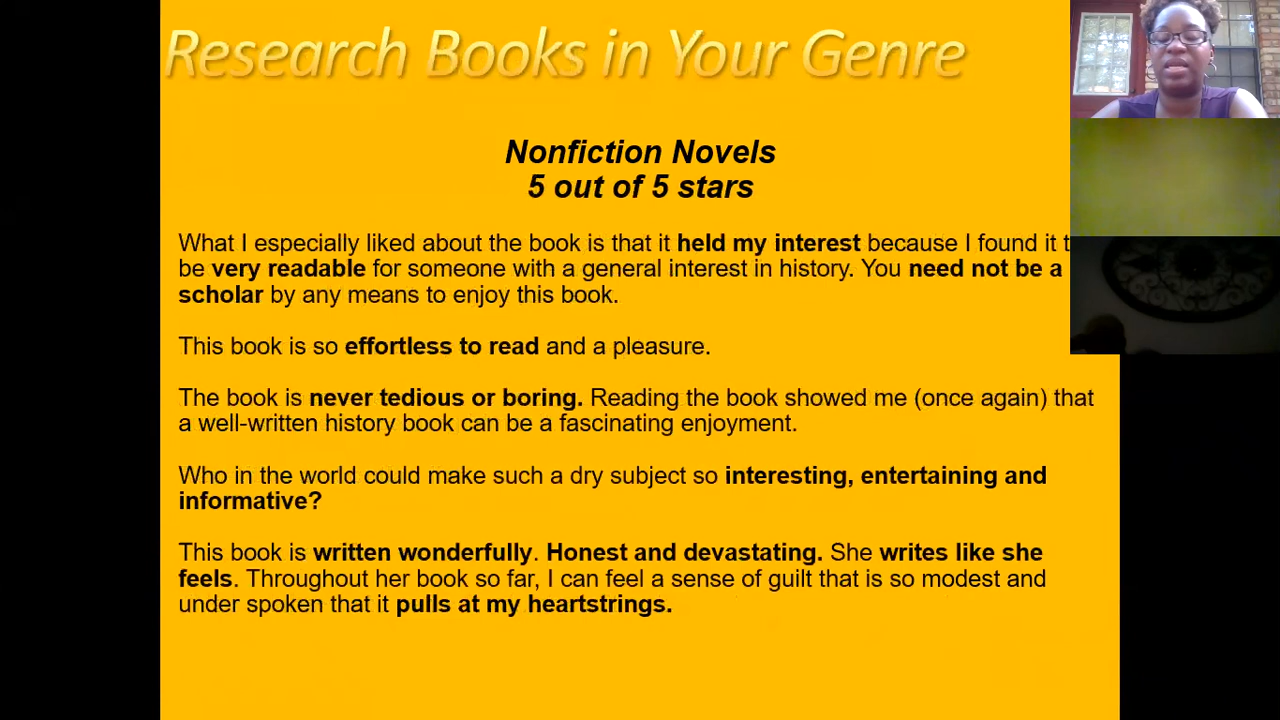 Research Books in Your Genre
Nonfiction Novels
5 out of 5 stars
What I especially liked about the book is that it held my interest because I found it t
be very readable for someone with a general interest in history. You need not be a
scholar by any means to enjoy this book.
This book is so effortless to read and a pleasure.
The book is never tedious or boring. Reading the book showed me (once again) that
a well-written history book can be a fascinating enjoyment.
Who in the world could make such a dry subject so interesting, entertaining and
informative?
This book is written wonderfully. Honest and devastating. She writes like she
feels. Throughout her book so far, I can feel a sense of guilt that is so modest and
under spoken that it pulls at my heartstrings.